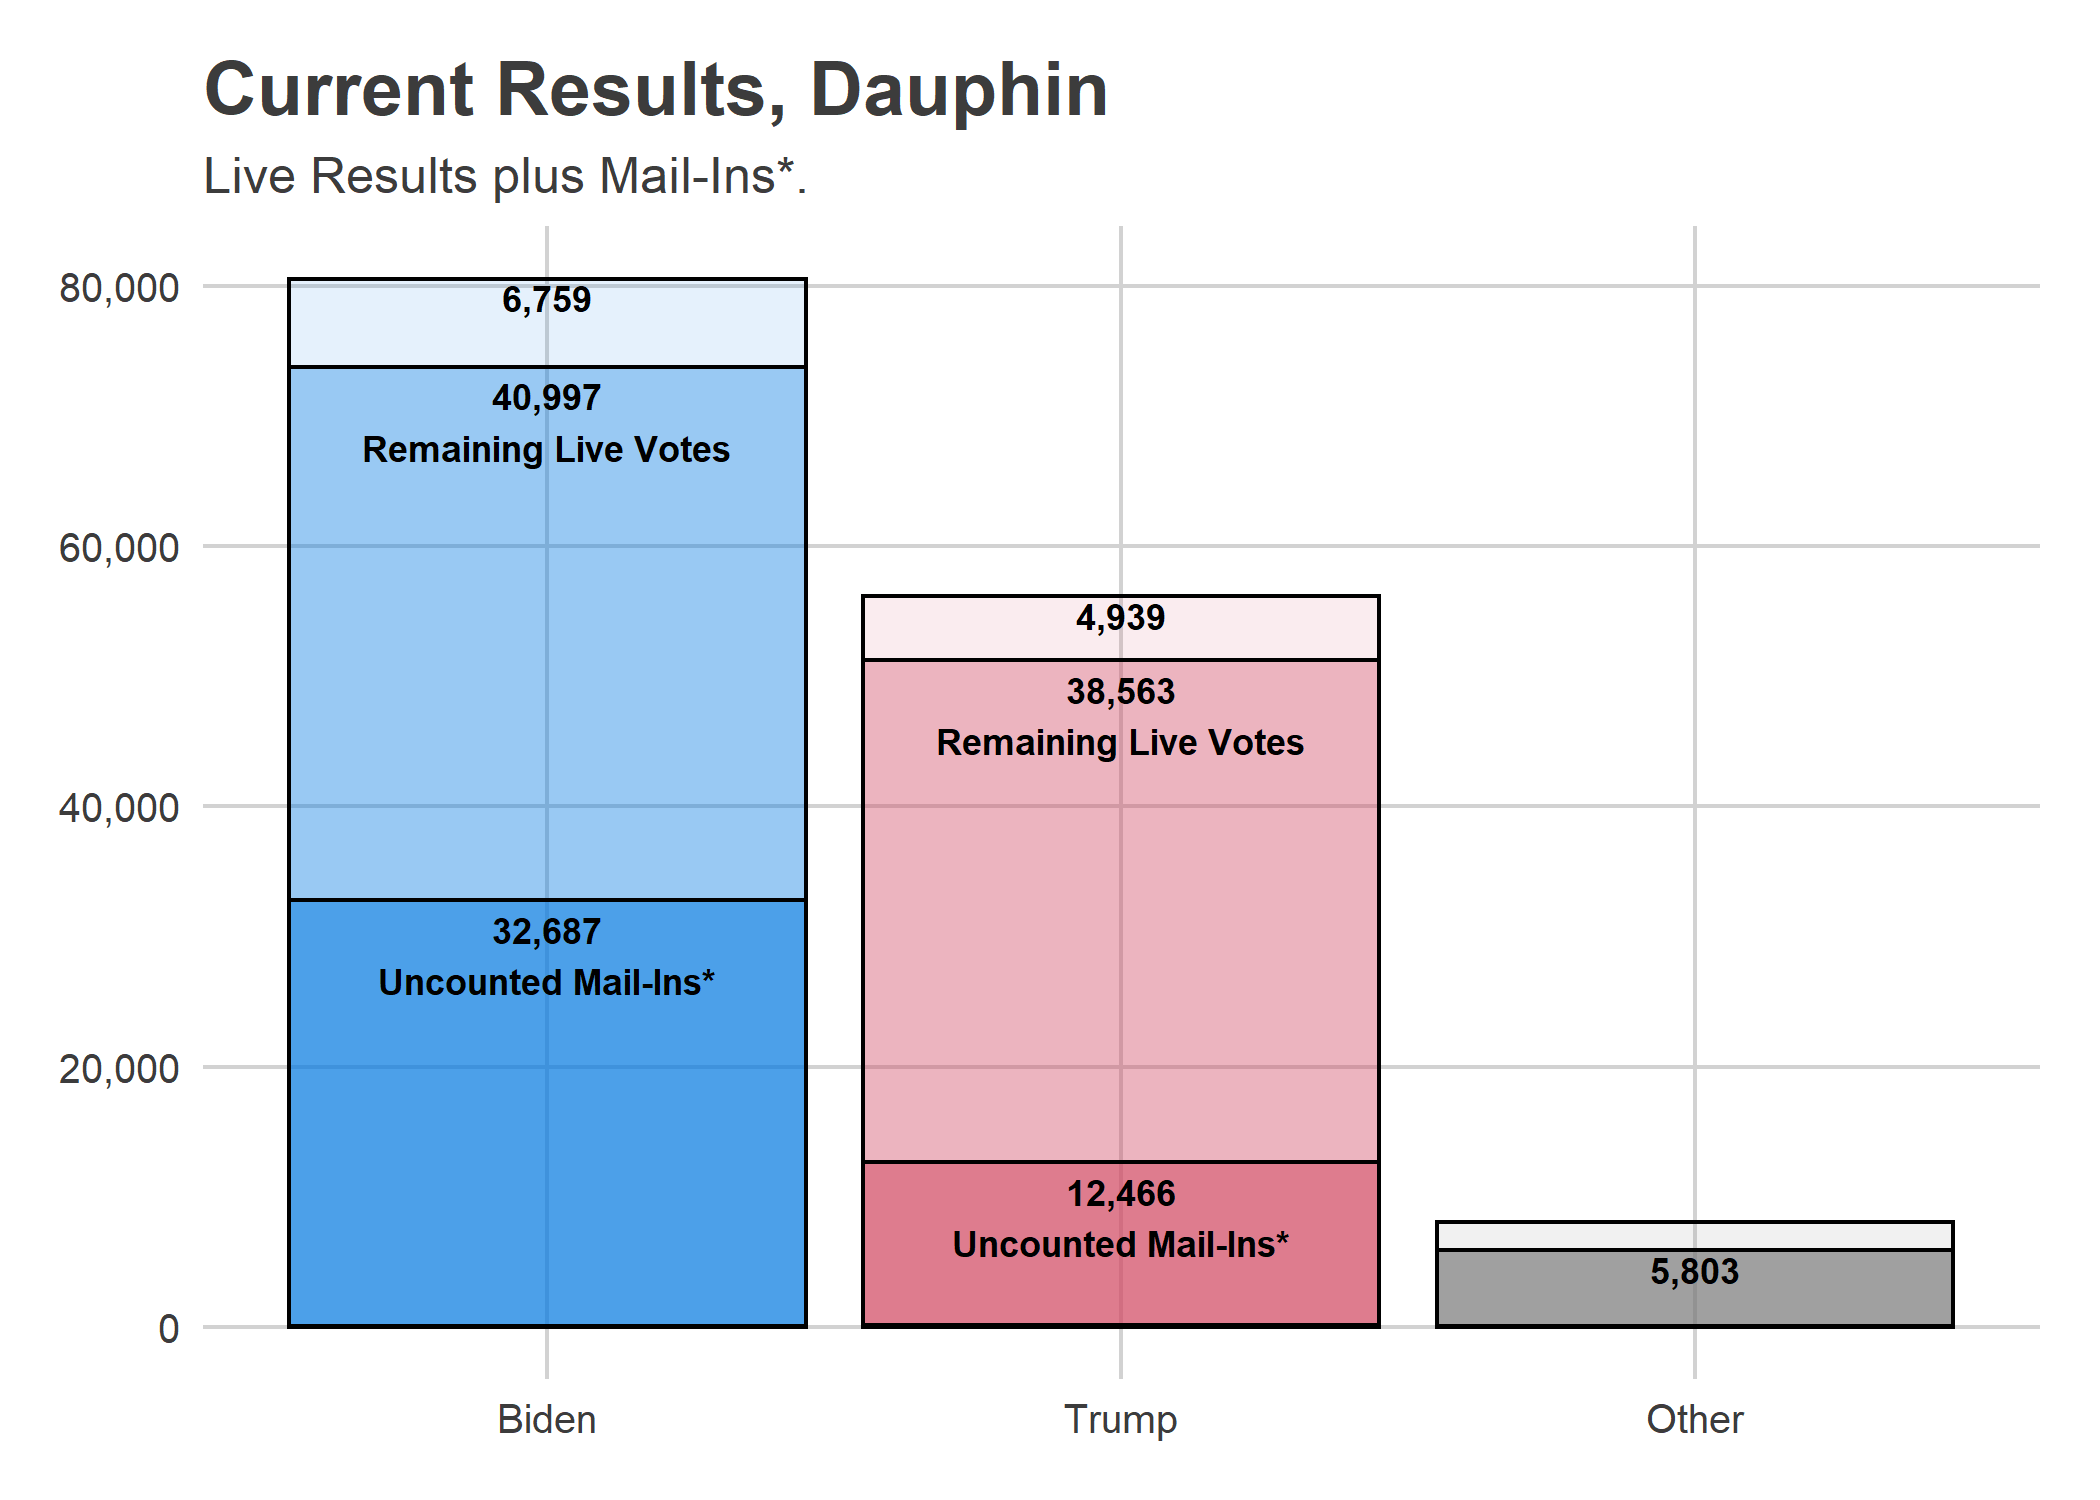 Current Results, Dauphin
Live Results plus Mail-Ins*.
80,000
60,000
40,000
20,000
0
6,759
40,997
Remaining Live Votes
32,687
Uncounted Mail-Ins*
4,939
38,563
Remaining Live Votes
12,466
Uncounted Mail-Ins*
5,803
Biden
Trump
Other